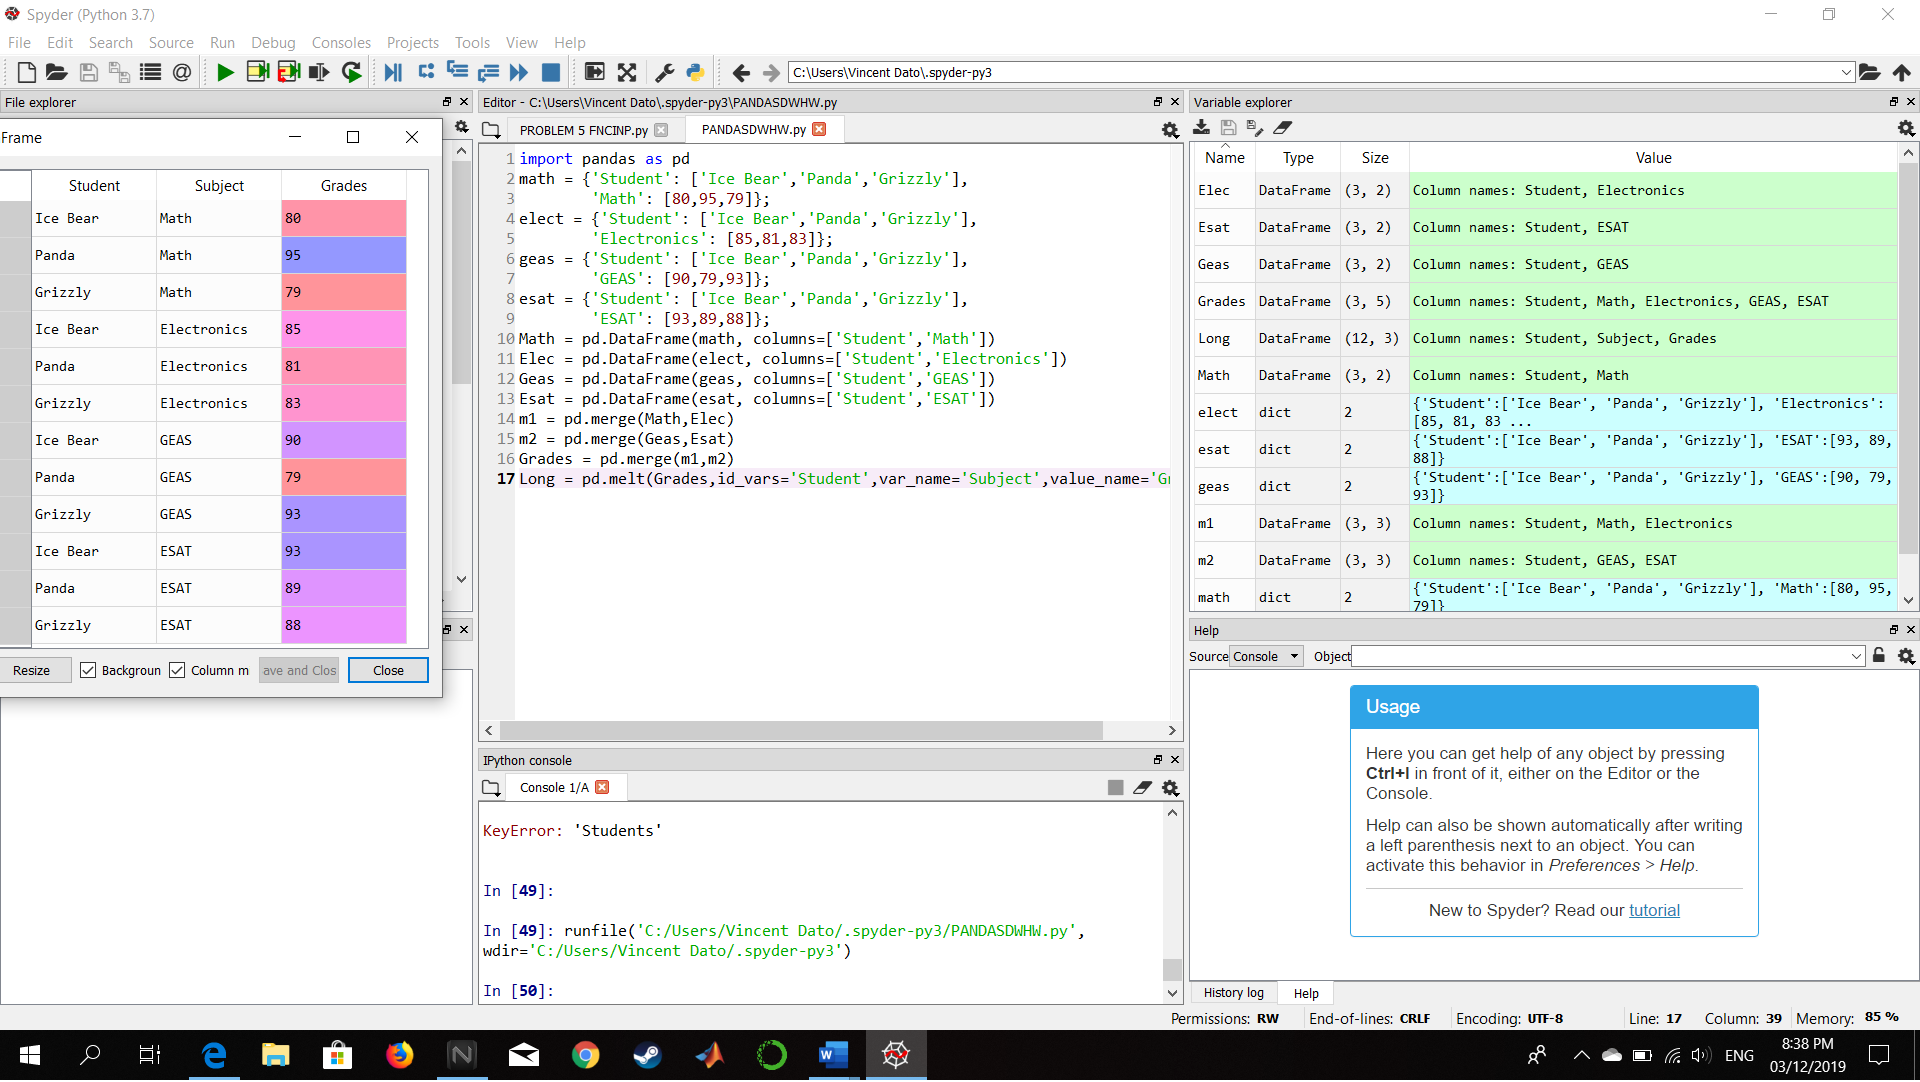 Spyder (Python 3.7)
File Edit Search Source Run Debug Consoles Projects Tools View Help
C:\Users\Vincent Dato\.spyder-py3
File explorer
Frame
Student Subject Grades
Ice Bear Math 80
Panda Math 95
Grizzly Math 79
Ice Bear Electronics 85
Panda Electronics 81
Grizzly Electronics 83
Ice Bear GEAS 90
Panda GEAS 79
Grizzly GEAS 93
Ice Bear ESAT 93
Panda ESAT 89
Grizzly ESAT 88
Resize Backgroun Column m ave and Clos Close
Editor - C:\Users\Vincent Dato\.spyder-py3\PANDASDWHW.py
PROBLEM 5 FNCINP.py PANDASDWHW.py
1 import pandas as pd
2 math = {'Student': ['Ice Bear','Panda','Grizzly'],
3 'Math': [80,95,79]};
4 elect = {'Student': ['Ice Bear','Panda','Grizzly'],
5 'Electronics': [85,81,83]};
6 geas = {'Student': ['Ice Bear','Panda','Grizzly'],
7 'GEAS': [90,79,93]};
8 esat = {'Student': ['Ice Bear','Panda','Grizzly'],
9 'ESAT': [93,89,88]};
10 Math = pd.DataFrame(math, columns=['Student','Math'])
11 Elec = pd.DataFrame(elect, columns=['Student','Electronics'])
12 Geas = pd.DataFrame(geas, columns=['Student','GEAS'])
13 Esat = pd.DataFrame(esat, columns=['Student','ESAT'])
14 m1 = pd.merge(Math,Elec)
15 m2 = pd.merge(Geas,Esat)
16 Grades = pd.merge(m1,m2)
17 Long = pd.melt(Grades,id_vars='Student',var_name='Subject',value_name='Gr
IPython console
Console 1/A
KeyError: 'Students'
In [49]:
In [49]: runfile('C:/Users/Vincent Dato/.spyder-py3/PANDASDWHW.py',
wdir='C:/Users/Vincent Dato/.spyder-py3')
In [50]:
Variable explorer
Name Type Size Value
Elec DataFrame (3, 2) Column names: Student, Electronics
Esat DataFrame (3, 2) Column names: Student, ESAT
Geas DataFrame (3, 2) Column names: Student, GEAS
Grades DataFrame (3, 5) Column names: Student, Math, Electronics, GEAS, ESAT
Long DataFrame (12, 3) Column names: Student, Subject, Grades
Math DataFrame (3, 2) Column names: Student, Math
elect dict 2 {'Student':['Ice Bear', 'Panda', 'Grizzly'], 'Electronics':
[85, 81, 83 ...
esat dict 2 {'Student':['Ice Bear', 'Panda', 'Grizzly'], 'ESAT':[93, 89,
88]}
geas dict 2 {'Student':['Ice Bear', 'Panda', 'Grizzly'], 'GEAS':[90, 79,
93]}
m1 DataFrame (3, 3) Column names: Student, Math, Electronics
m2 DataFrame (3, 3) Column names: Student, GEAS, ESAT
math dict 2 {'Student':['Ice Bear', 'Panda', 'Grizzly'], 'Math':[80, 95,
79]}
Help
Source Console Object
Usage
Here you can get help of any object by pressing
Ctrl+I in front of it, either on the Editor or the
Console.
Help can also be shown automatically after writing
a left parenthesis next to an object. You can
activate this behavior in Preferences > Help.
New to Spyder? Read our tutorial
History log Help
Permissions: RW End-of-lines: CRLF Encoding: UTF-8 Line: 17 Column: 39 Memory: 85 %
ENG
8:38 PM
03/12/2019